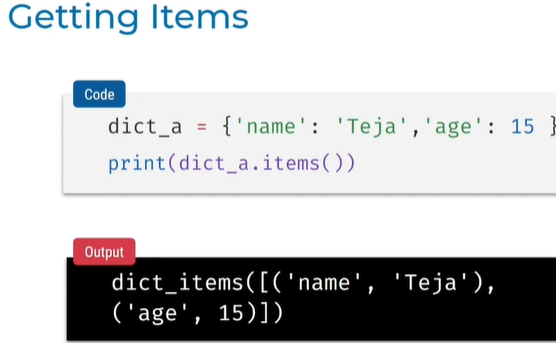 Getting Items
Code
dict_a = {'name': 'Teja','age': 15 }
print(dict_a.items())
Output
dict_items([('name', 'Teja'),
('age', 15)])